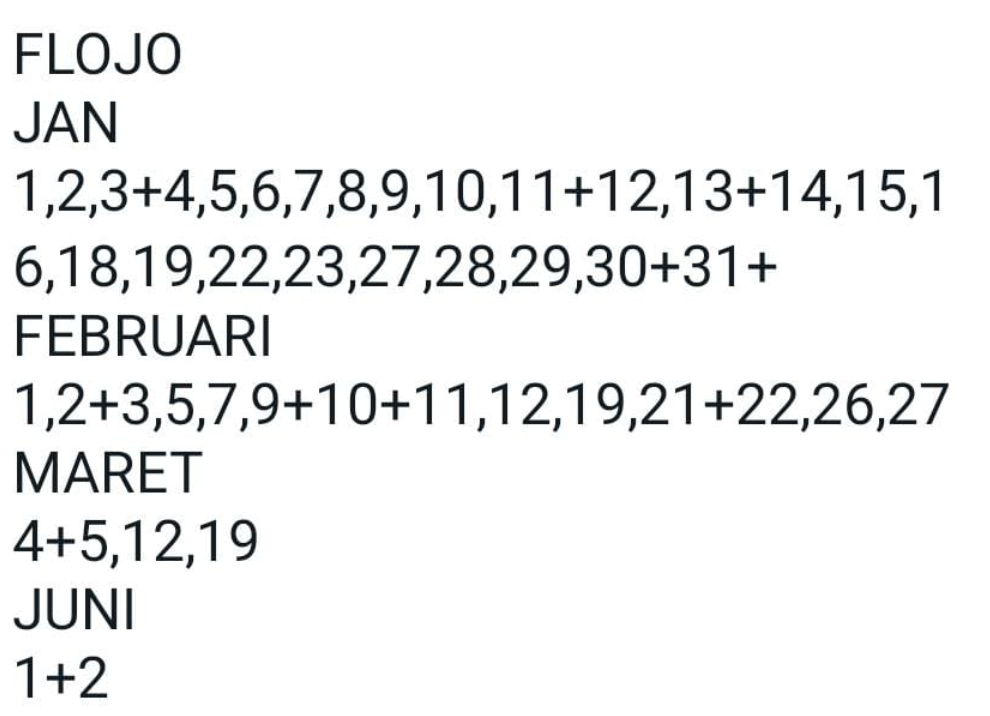 FLOJO
JAN
1,2,3+4,5,6,7,8,9,10,11+12,13+14,15,1
6,18,19,22,23,27,28,29,30+31+
FEBRUARI
1,2+3,5,7,9+10+11,12,19,21+22,26,27
MARET
4+5,12,19
JUNI
1+2